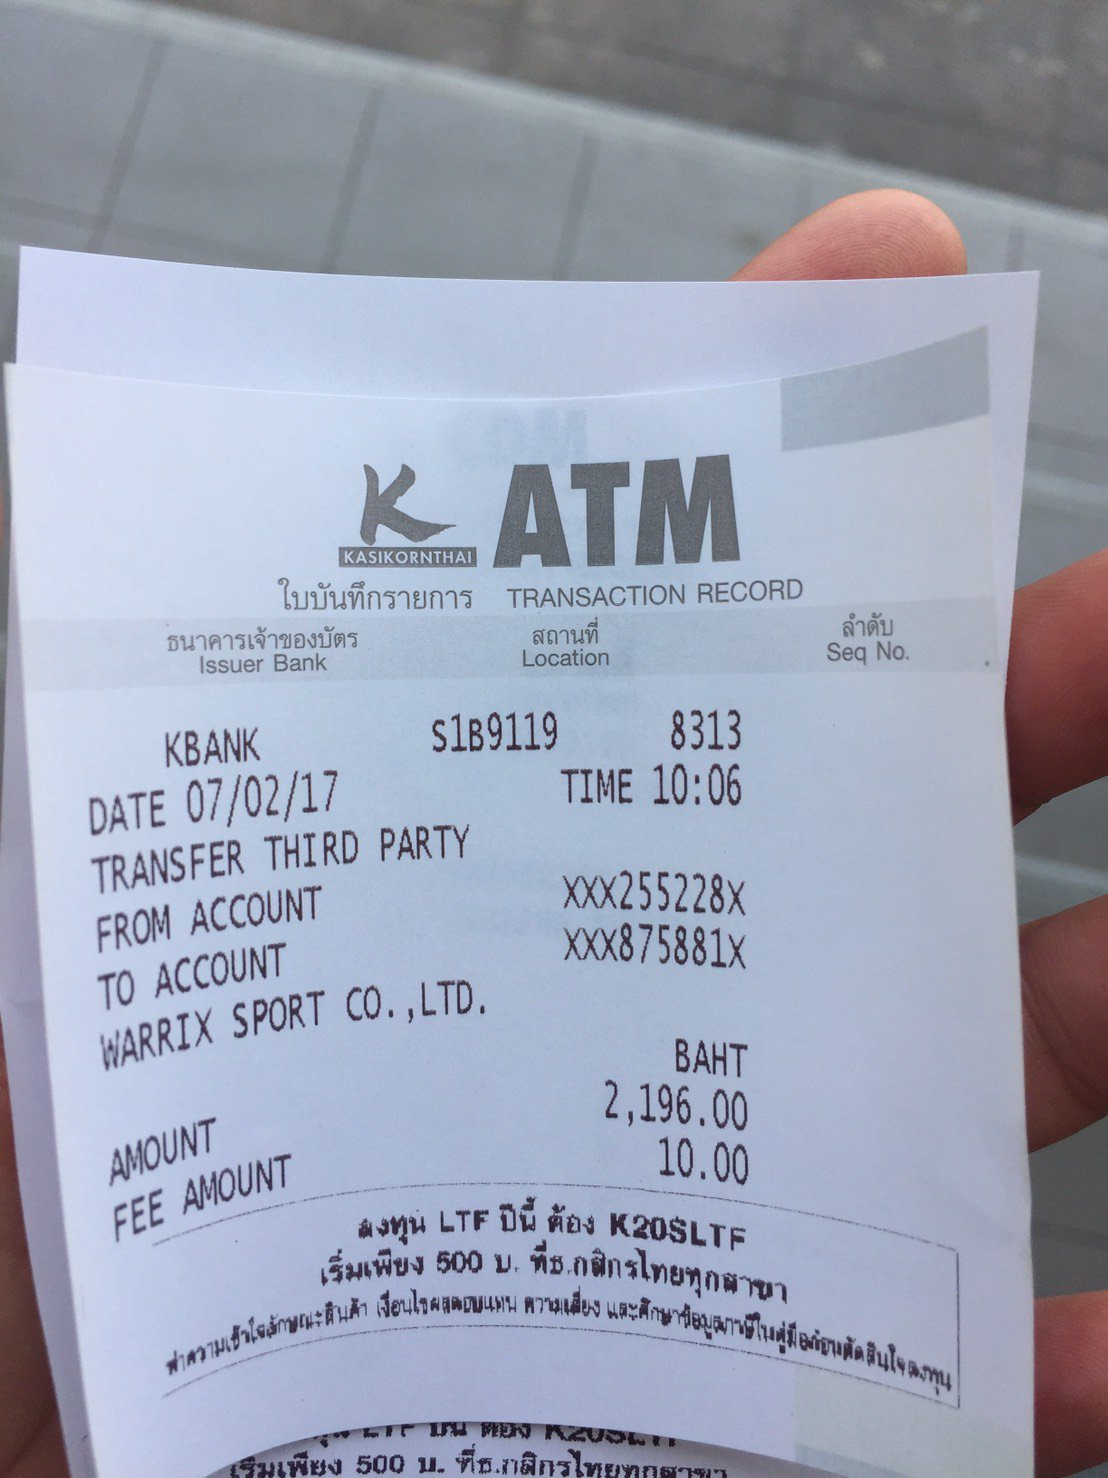 K ATM
KASIKORNTHAI
ใบบันทึกรายการ TRANSACTION RECORD
ธนาคารเจ้าของบัตร สถานที่ ลำดับ
Issuer Bank Location Seq No.
KBANK S1B9119 8313
DATE 07/02/17 TIME 10:06
TRANSFER THIRD PARTY
FROM ACCOUNT XXX255228X
TO ACCOUNT XXX875881X
WARRIX SPORT CO.,LTD.
BAHT
AMOUNT 2,196.00
FEE AMOUNT 10.00
ลงทุน LTF ปีนี้ ต้อง K20SLTF
เริ่มเพียง 500 บ. ที่ธ.กสิกรไทยทุกสาขา
ทำความเข้าใจลักษณะสินค้า เงื่อนไขผลตอบแทน ความเสี่ยง และศึกษาข้อมูลภาษีในคู่มือก่อนตัดสินใจลงทุน
LTF ปีนี้ ต้อง K20SLTF
เริ่มเพียง 500 บ. ที่ธ.กสิกรไทยทุกสาขา